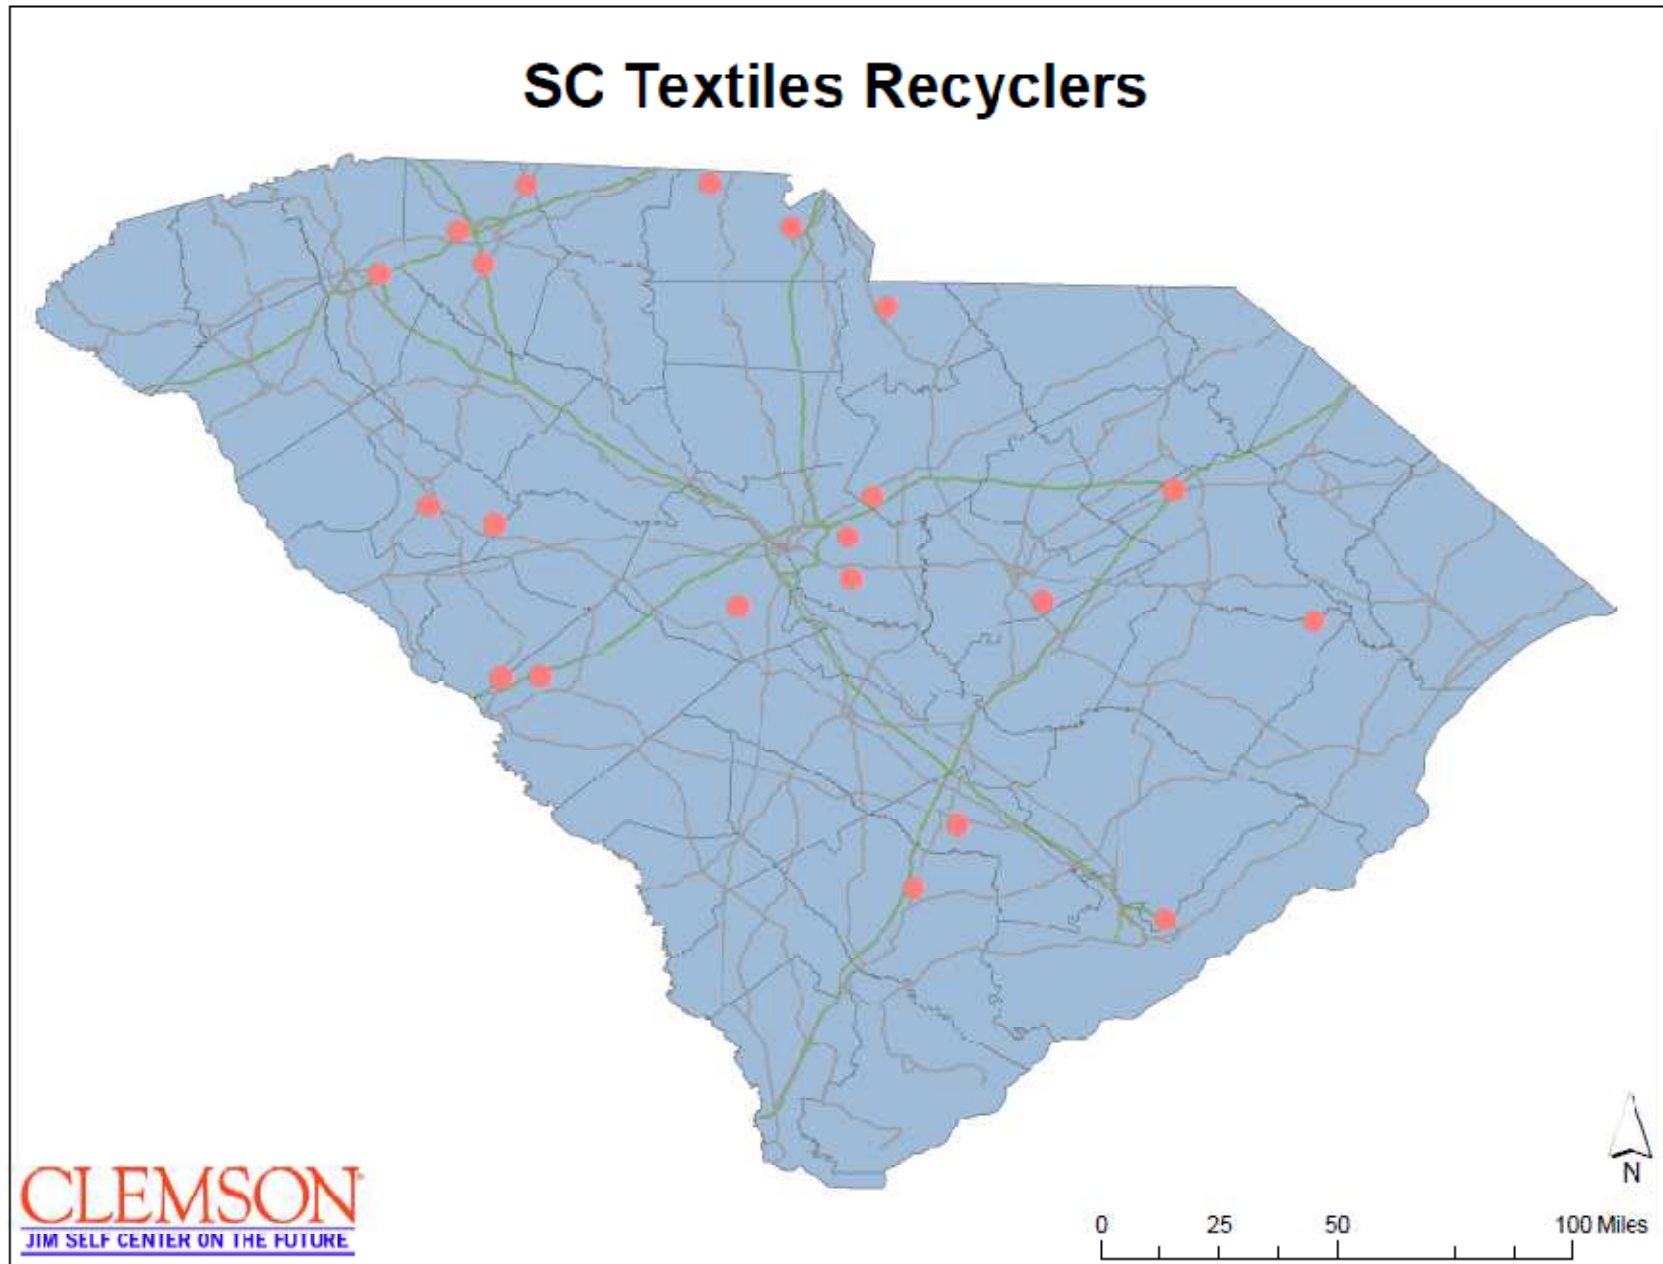 SC Textiles Recyclers
CLEMSON
JIM SELF CENTER ON THE FUTURE
N
0 25 50 100 Miles